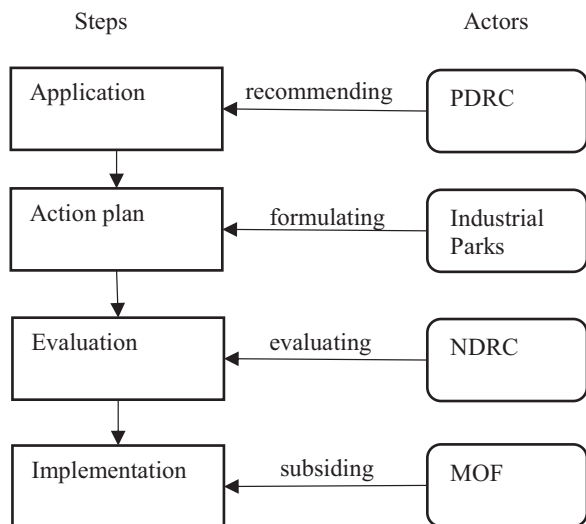 Steps
Actors
Application
recommending
PDRC
Action plan
formulating
Industrial
Parks
Evaluation
evaluating
NDRC
Implementation
subsiding
MOF